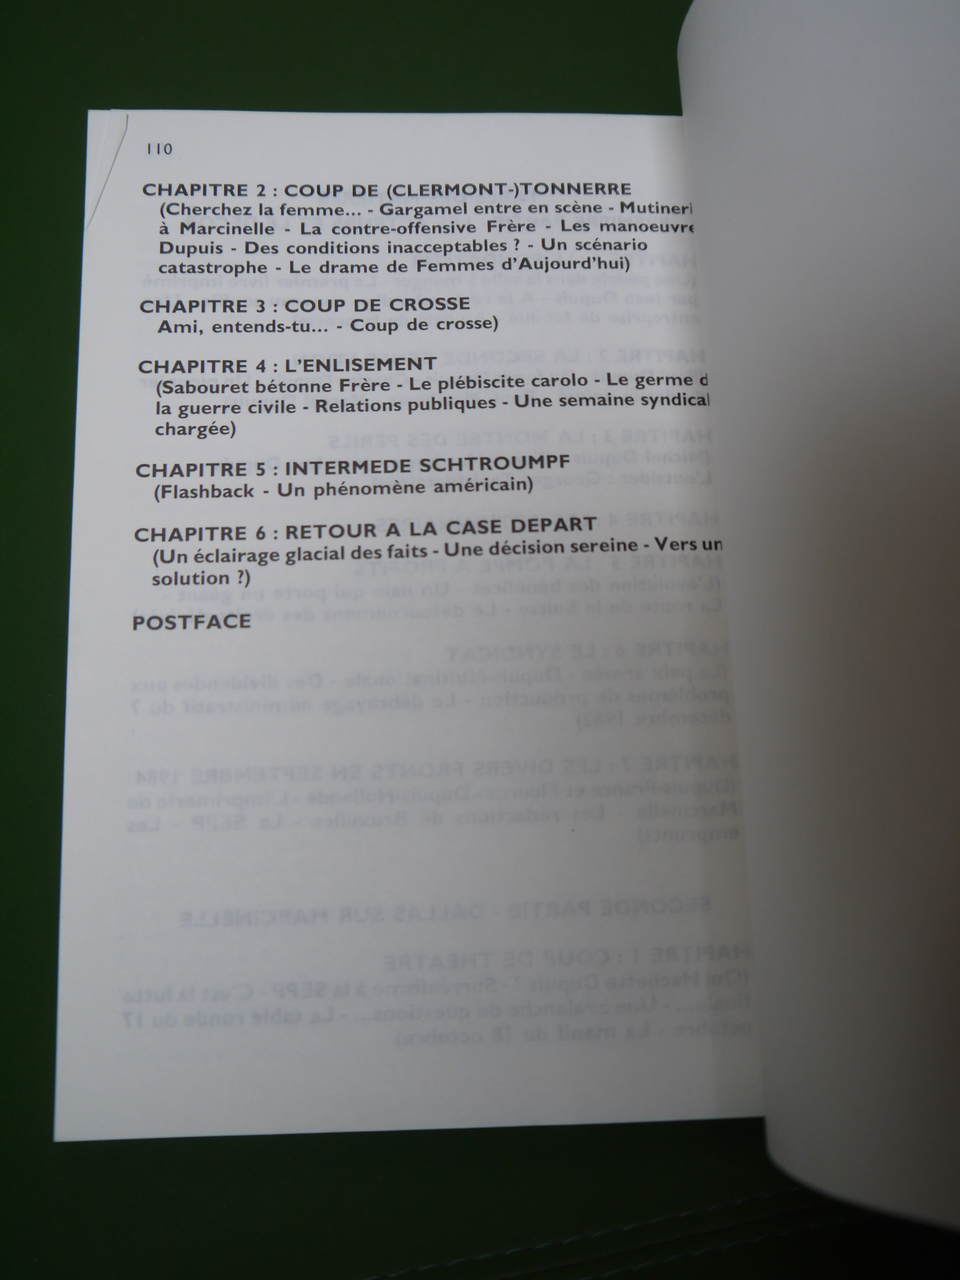 110
CHAPITRE 2 : COUP DE (CLERMONT-)TONNERRE
(Cherchez la femme... - Gargamel entre en scène - Mutineri
à Marcinelle - La contre-offensive Frère - Les manoeuvre
Dupuis - Des conditions inacceptables ? - Un scénario
catastrophe - Le drame de Femmes d'Aujourd'hui)
CHAPITRE 3 : COUP DE CROSSE
Ami, entends-tu... - Coup de crosse)
CHAPITRE 4 : L'ENLISEMENT
(Sabouret bétonne Frère - Le plébiscite carolo - Le germe d
la guerre civile - Relations publiques - Une semaine syndical
chargée)
CHAPITRE 5 : INTERMEDE SCHTROUMPF
(Flashback - Un phénomène américain)
CHAPITRE 6 : RETOUR A LA CASE DEPART
(Un éclairage glacial des faits - Une décision sereine - Vers un
solution ?)
POSTFACE